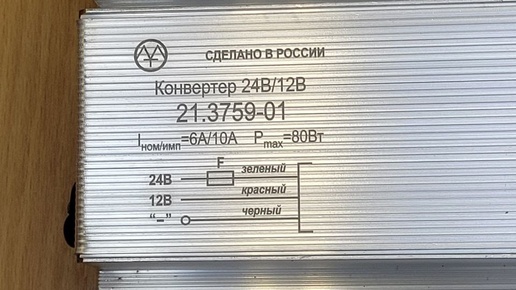 СДЕЛАНО В РОССИИ
Конвертер 24В/12В
21.3759-01
Iном/имп=6А/10А Pmax=80Вт
F
24В зеленый
12В красный
“–” черный